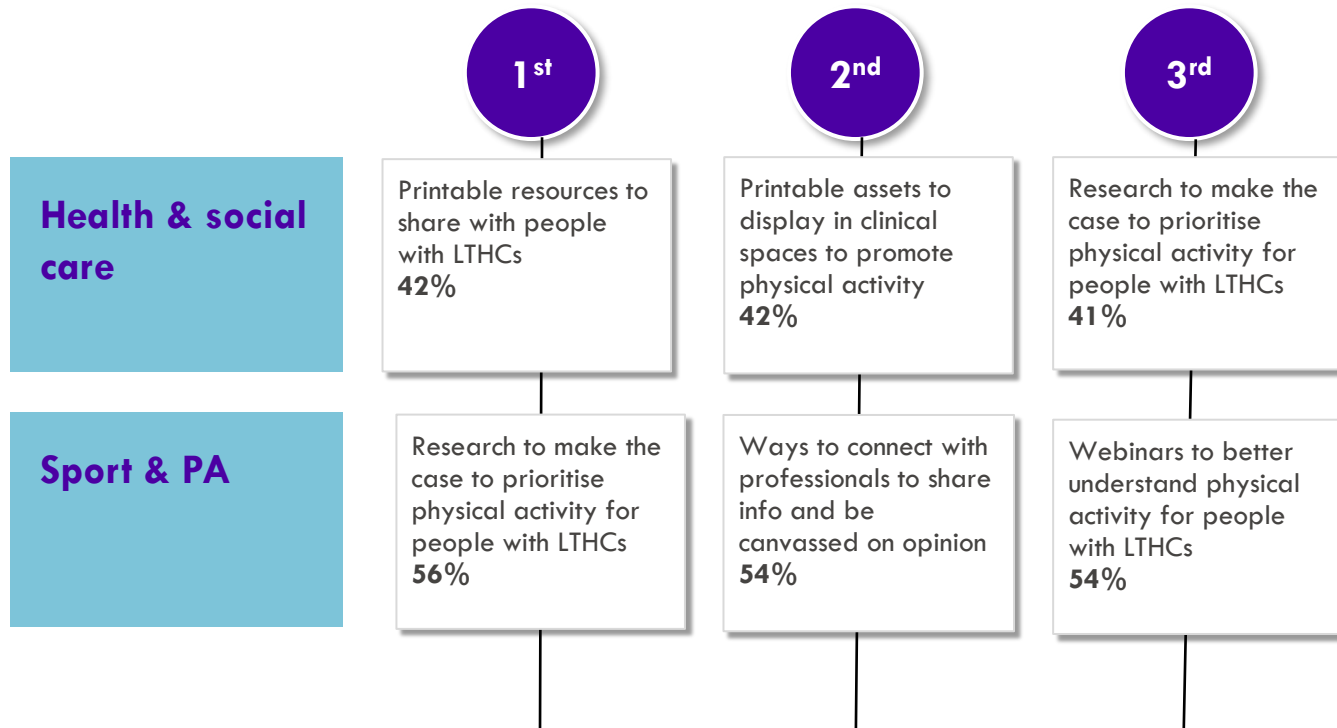 1st
2nd
3rd
Health & social
care
Printable resources to
share with people
with LTHCs
42%
Printable assets to
display in clinical
spaces to promote
physical activity
42%
Research to make the
case to prioritise
physical activity for
people with LTHCs
41%
Sport & PA
Research to make the
case to prioritise
physical activity for
people with LTHCs
56%
Ways to connect with
professionals to share
info and be
canvassed on opinion
54%
Webinars to better
understand physical
activity for people
with LTHCs
54%